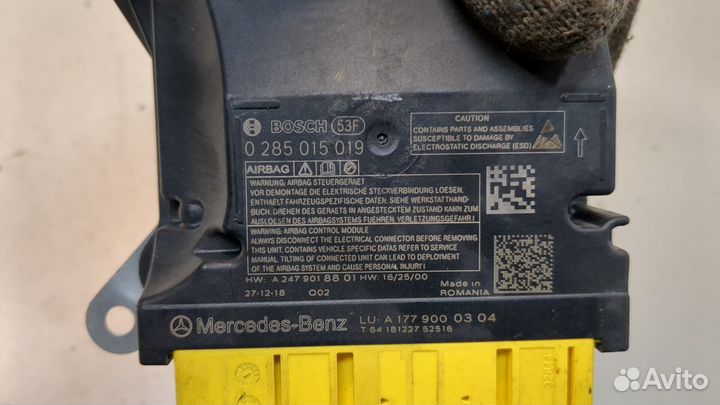 BOSCH 53F
0 285 015 019
AIRBAG
CAUTION
CONTAINS PARTS AND ASSEMBLIES
SUSCEPTIBLE TO DAMAGE BY
ELECTROSTATIC DISCHARGE (ESD)
WARNUNG: AIRBAG STEUERGERAET
VOR DEMONTAGE DIE ELEKTRISCHE STECKVERBINDUNG LOESEN.
ENTHAELT FAHRZEUGSPEZIFISCHE DATEN, SIEHE WERKSTATTHAND-
BUCH, DREHEN DES GERAETS IN ANGESTECKTEM ZUSTAND KANN ZUM
AUSLOESEN DES AIRBAGSYSTEMS FUEHREN, VERLETZUNGSGEFAHR!
WARNING: AIRBAG CONTROL MODULE
ALWAYS DISCONNECT THE ELECTRICAL CONNECTOR BEFORE REMOVING
THIS UNIT. CONTAINS VEHICLE SPECIFIC DATAS REFER TO SERVICE
MANUAL. TILTING OF CONNECTED UNIT CAN LEAD TO DEPLOYMENT
OF THE AIRBAG SYSTEM AND CAUSE PERSONAL INJURY!
HW: A 247 901 88 01 HW: 16/25/00
27-12-18 Q02
Made in
ROMANIA
Mercedes-Benz LU: A 177 900 03 04
T 64 181227 52516
Avito